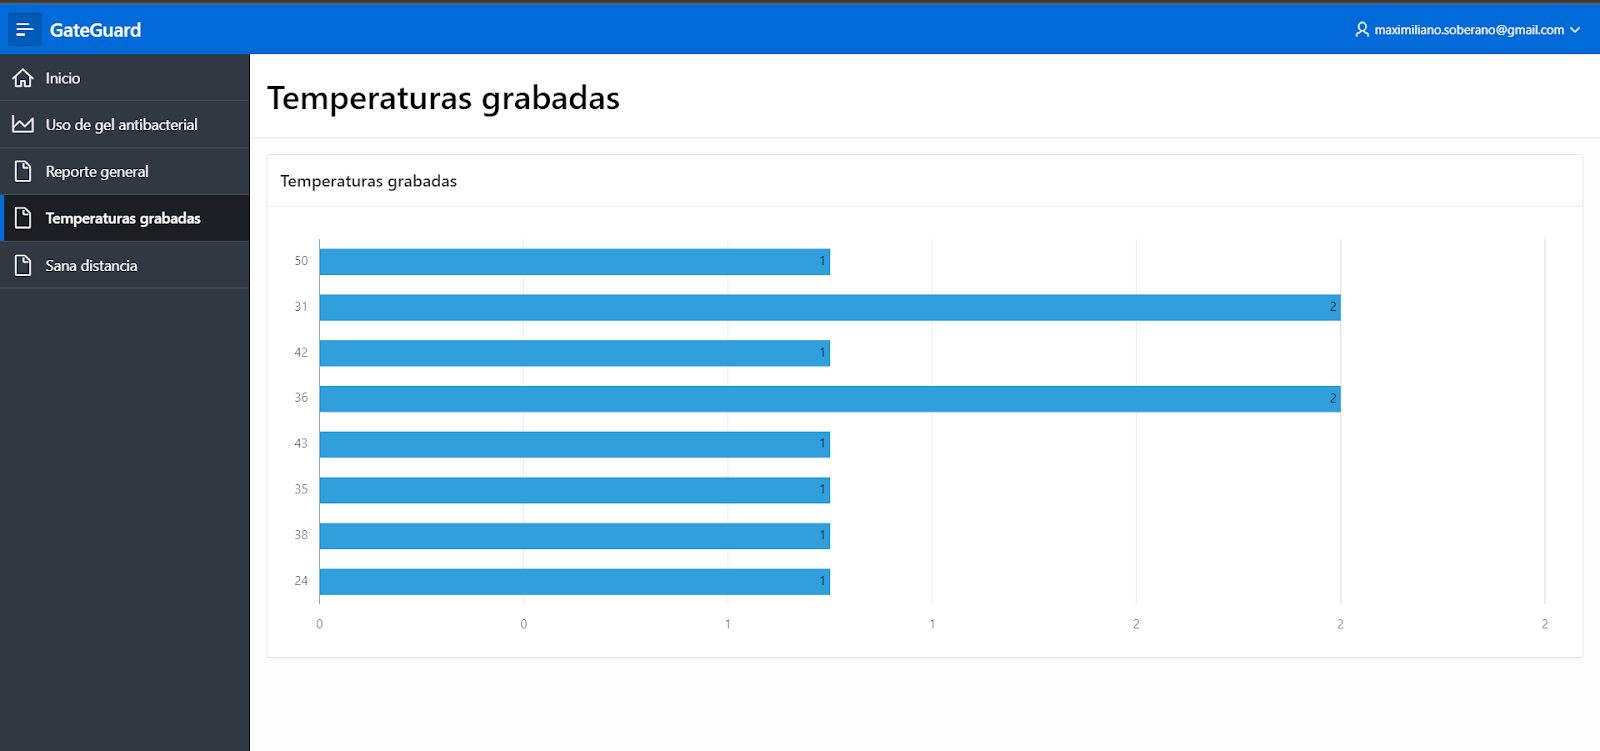 GateGuard
maximiliano.soberano@gmail.com
Inicio
Uso de gel antibacterial
Reporte general
Temperaturas grabadas
Sana distancia
Temperaturas grabadas
Temperaturas grabadas
50 1
31 2
42 1
36 2
43 1
35 1
38 1
24 1
0 0 1 1 2 2 2